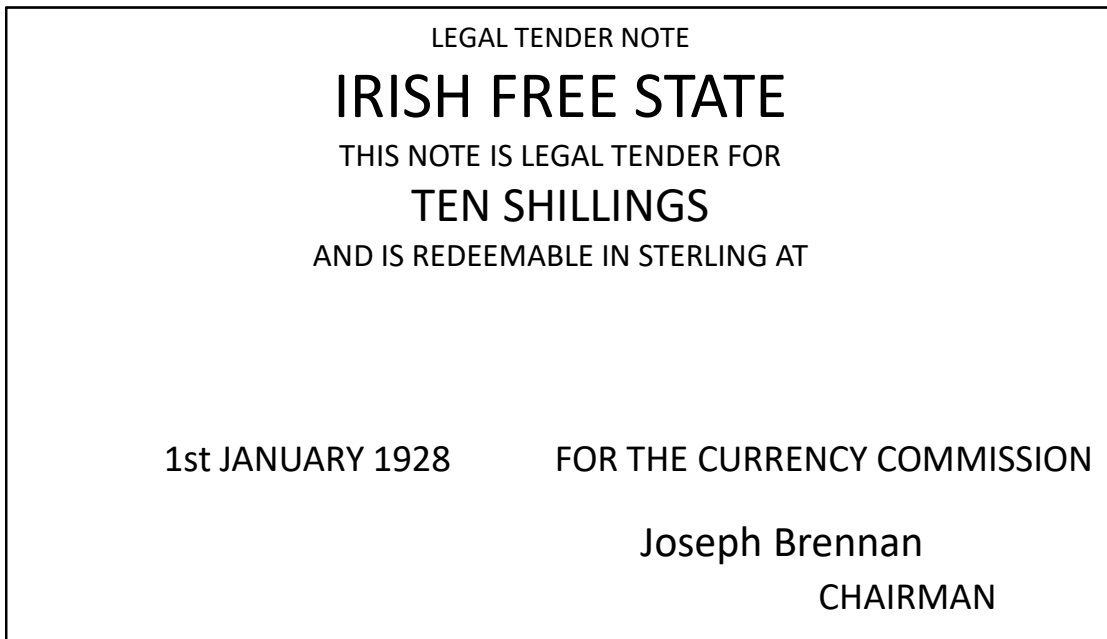 LEGAL TENDER NOTE
IRISH FREE STATE
THIS NOTE IS LEGAL TENDER FOR
TEN SHILLINGS
AND IS REDEEMABLE IN STERLING AT
1st JANUARY 1928 FOR THE CURRENCY COMMISSION
Joseph Brennan
CHAIRMAN